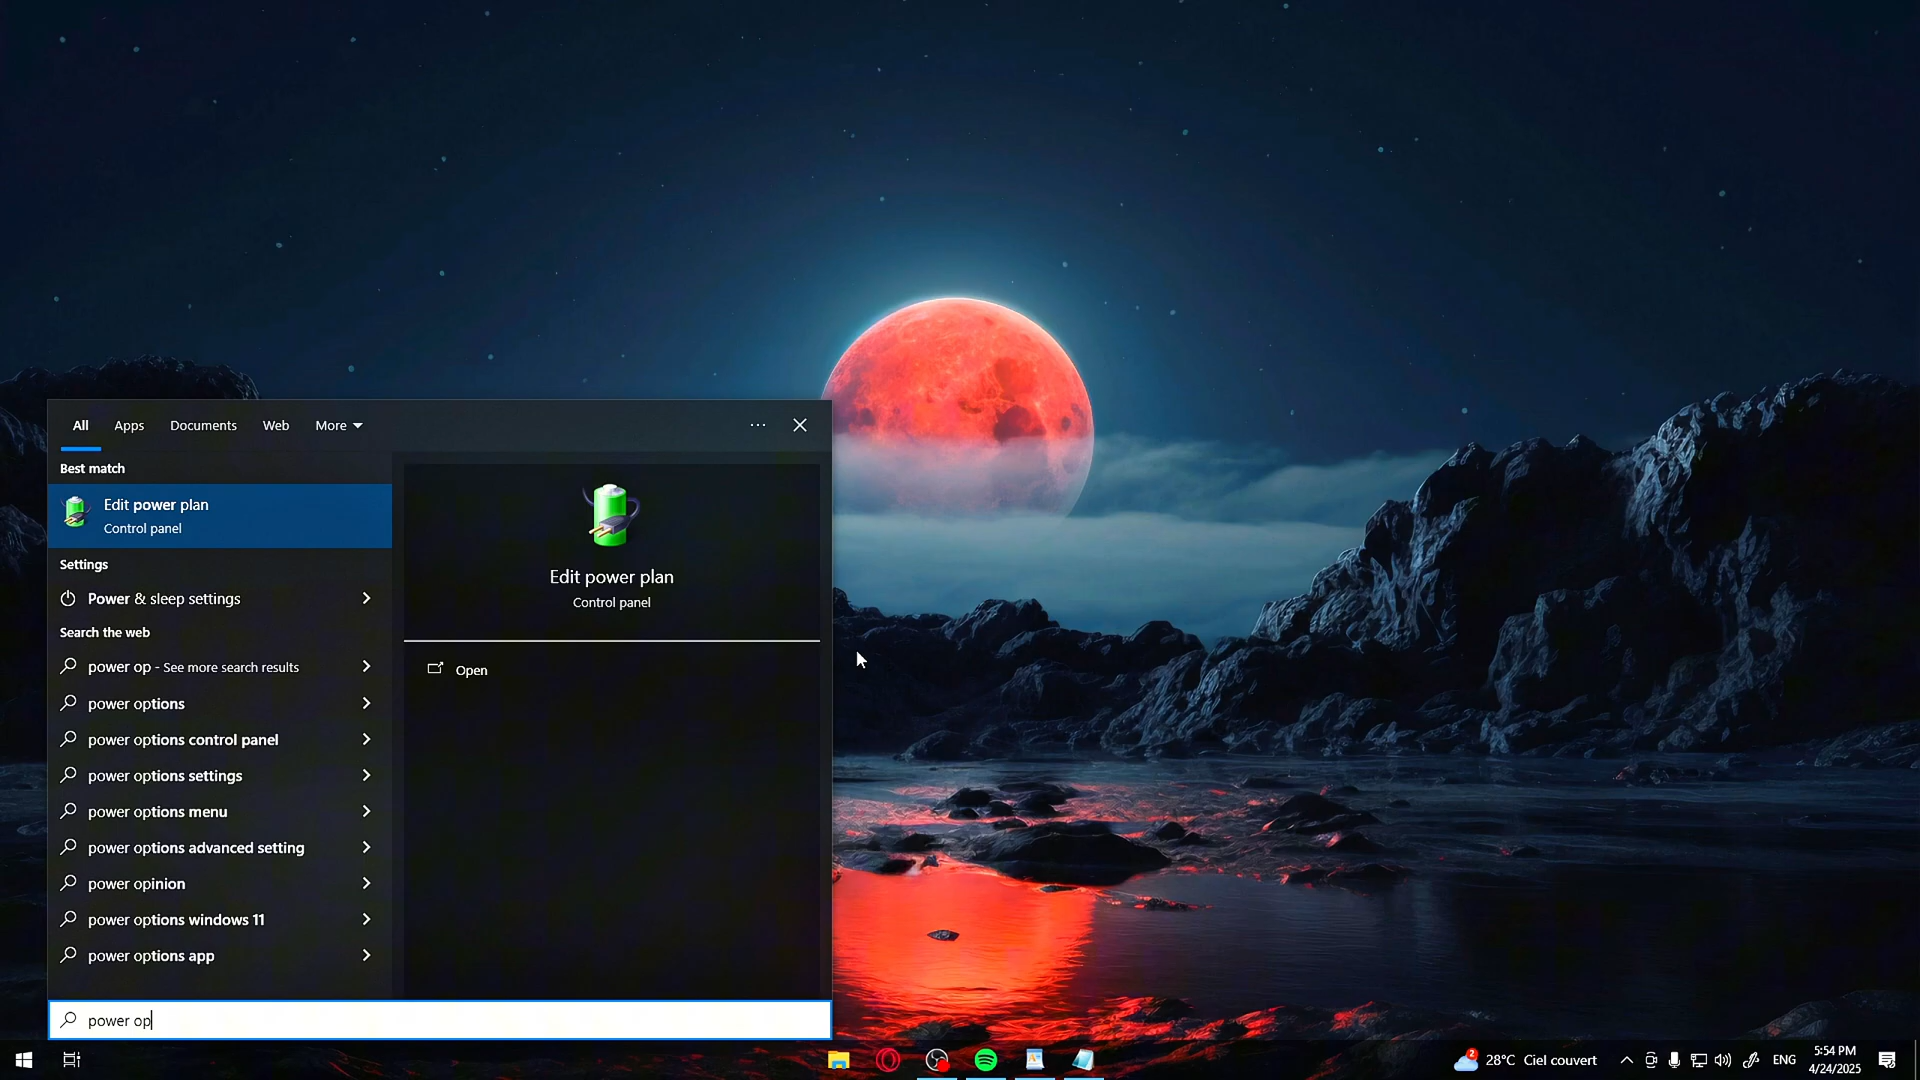 All Apps Documents Web More
Best match
Edit power plan
Control panel
Settings
Power & sleep settings
Search the web
power op - See more search results
power options
power options control panel
power options settings
power options menu
power options advanced setting
power opinion
power options windows 11
power options app
Edit power plan
Control panel
Open
power op
2
28°C Ciel couvert
ENG
5:54 PM
4/24/2025